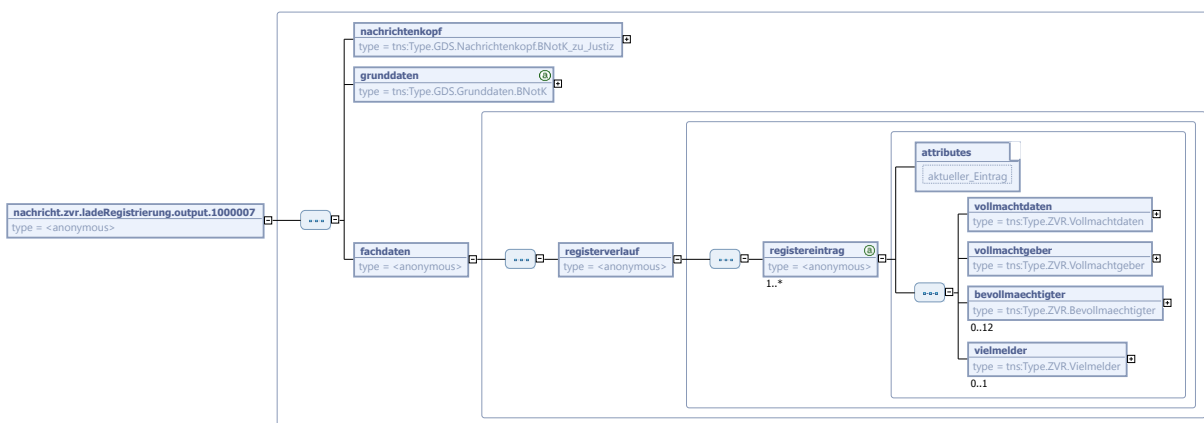 nachrichtenkopf
type = tns:Type.GDS.Nachrichtenkopf.BNotK_zu_Justiz
grunddaten
a
type = tns:Type.GDS.Grunddaten.BNotK
nachricht.zvr.ladeRegistrierung.output.1000007
type = <anonymous>
fachdaten
type = <anonymous>
registerverlauf
type = <anonymous>
registereintrag
a
type = <anonymous>
1..*
attributes
aktueller_Eintrag
vollmachtdaten
type = tns:Type.ZVR.Vollmachtdaten
vollmachtgeber
type = tns:Type.ZVR.Vollmachtgeber
bevollmaechtigter
type = tns:Type.ZVR.Bevollmaechtigter
0..12
vielmelder
type = tns:Type.ZVR.Vielmelder
0..1